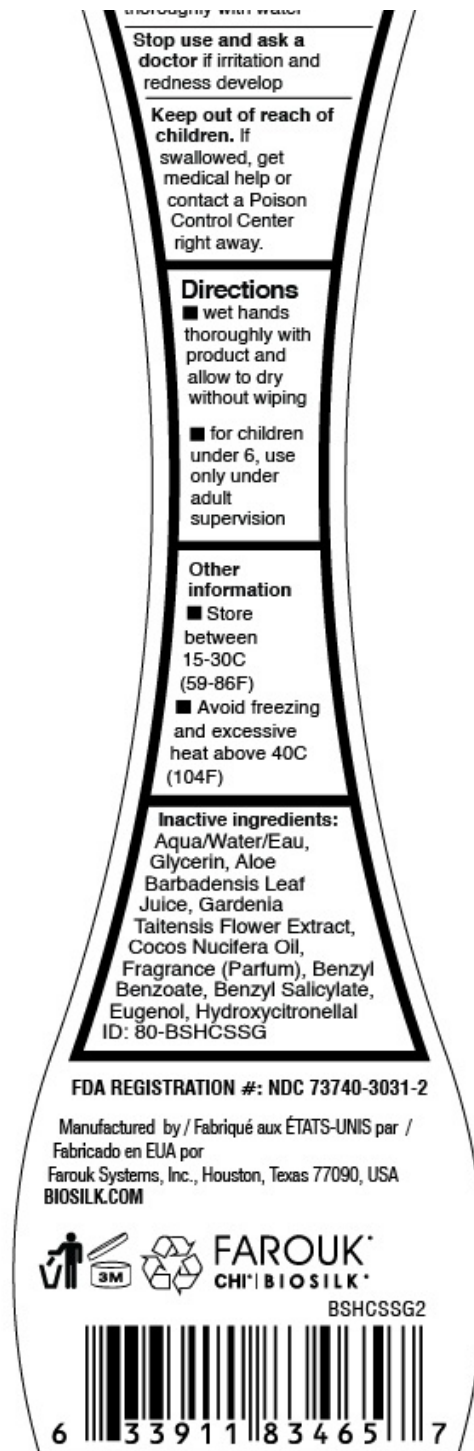 thoroughly with water
Stop use and ask a
doctor if irritation and
redness develop
Keep out of reach of
children. If
swallowed, get
medical help or
contact a Poison
Control Center
right away.
Directions
■ wet hands
thoroughly with
product and
allow to dry
without wiping
■ for children
under 6, use
only under
adult
supervision
Other
information
■ Store
between
15-30C
(59-86F)
■ Avoid freezing
and excessive
heat above 40C
(104F)
Inactive ingredients:
Aqua/Water/Eau,
Glycerin, Aloe
Barbadensis Leaf
Juice, Gardenia
Taitensis Flower Extract,
Cocos Nucifera Oil,
Fragrance (Parfum), Benzyl
Benzoate, Benzyl Salicylate,
Eugenol, Hydroxycitronellal
ID: 80-BSHCSSG
FDA REGISTRATION #: NDC 73740-3031-2
Manufactured by / Fabriqué aux ÉTATS-UNIS par /
Fabricado en EUA por
Farouk Systems, Inc., Houston, Texas 77090, USA
BIOSILK.COM
3M
FAROUK
CHI | BIOSILK
BSHCSSG2
6 33911 83465 7